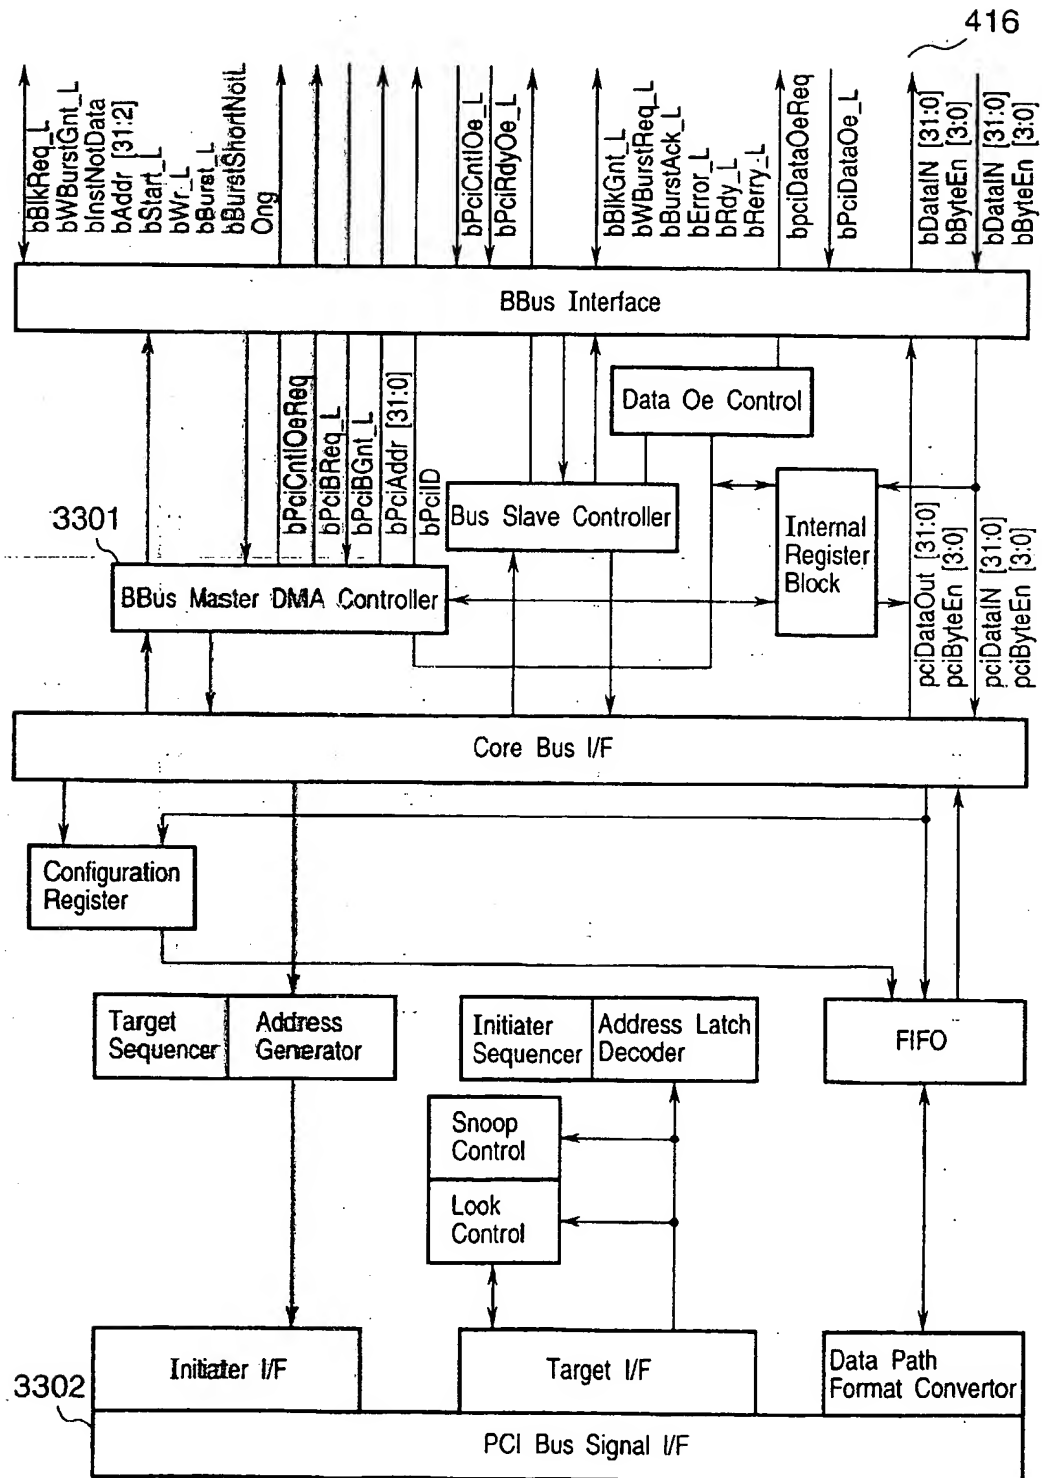 416
bBlkReq_L
bWBurstGnt_L
bInstNotData
bAddr [31:2]
bStart_L
bWr_L
bBurst_L
bBurstShortNotL
Ong
bPciCntlOe_L
bPciRdyOe_L
bBlkGnt_L
bWBurstReq_L
bBurstAck_L
bError_L
bRdy_L
bRerry_L
bpciDataOeReq
bPciDataOe_L
bDataIN [31:0]
bByteEn [3:0]
bDataIN [31:0]
bByteEn [3:0]
BBus Interface
bPciCntlOeReq
bPciBReq_L
bPciBGnt_L
bPciAddr [31:0]
bPciID
Data Oe Control
Bus Slave Controller
Internal
Register
Block
pciDataOut [31:0]
pciByteEn [3:0]
pciDataIN [31:0]
pciByteEn [3:0]
3301
BBus Master DMA Controller
Core Bus I/F
Configuration
Register
Target
Sequencer
Address
Generator
Initiater
Sequencer
Address Latch
Decoder
FIFO
Snoop
Control
Look
Control
Initiater I/F
Target I/F
Data Path
Format Convertor
3302
PCI Bus Signal I/F